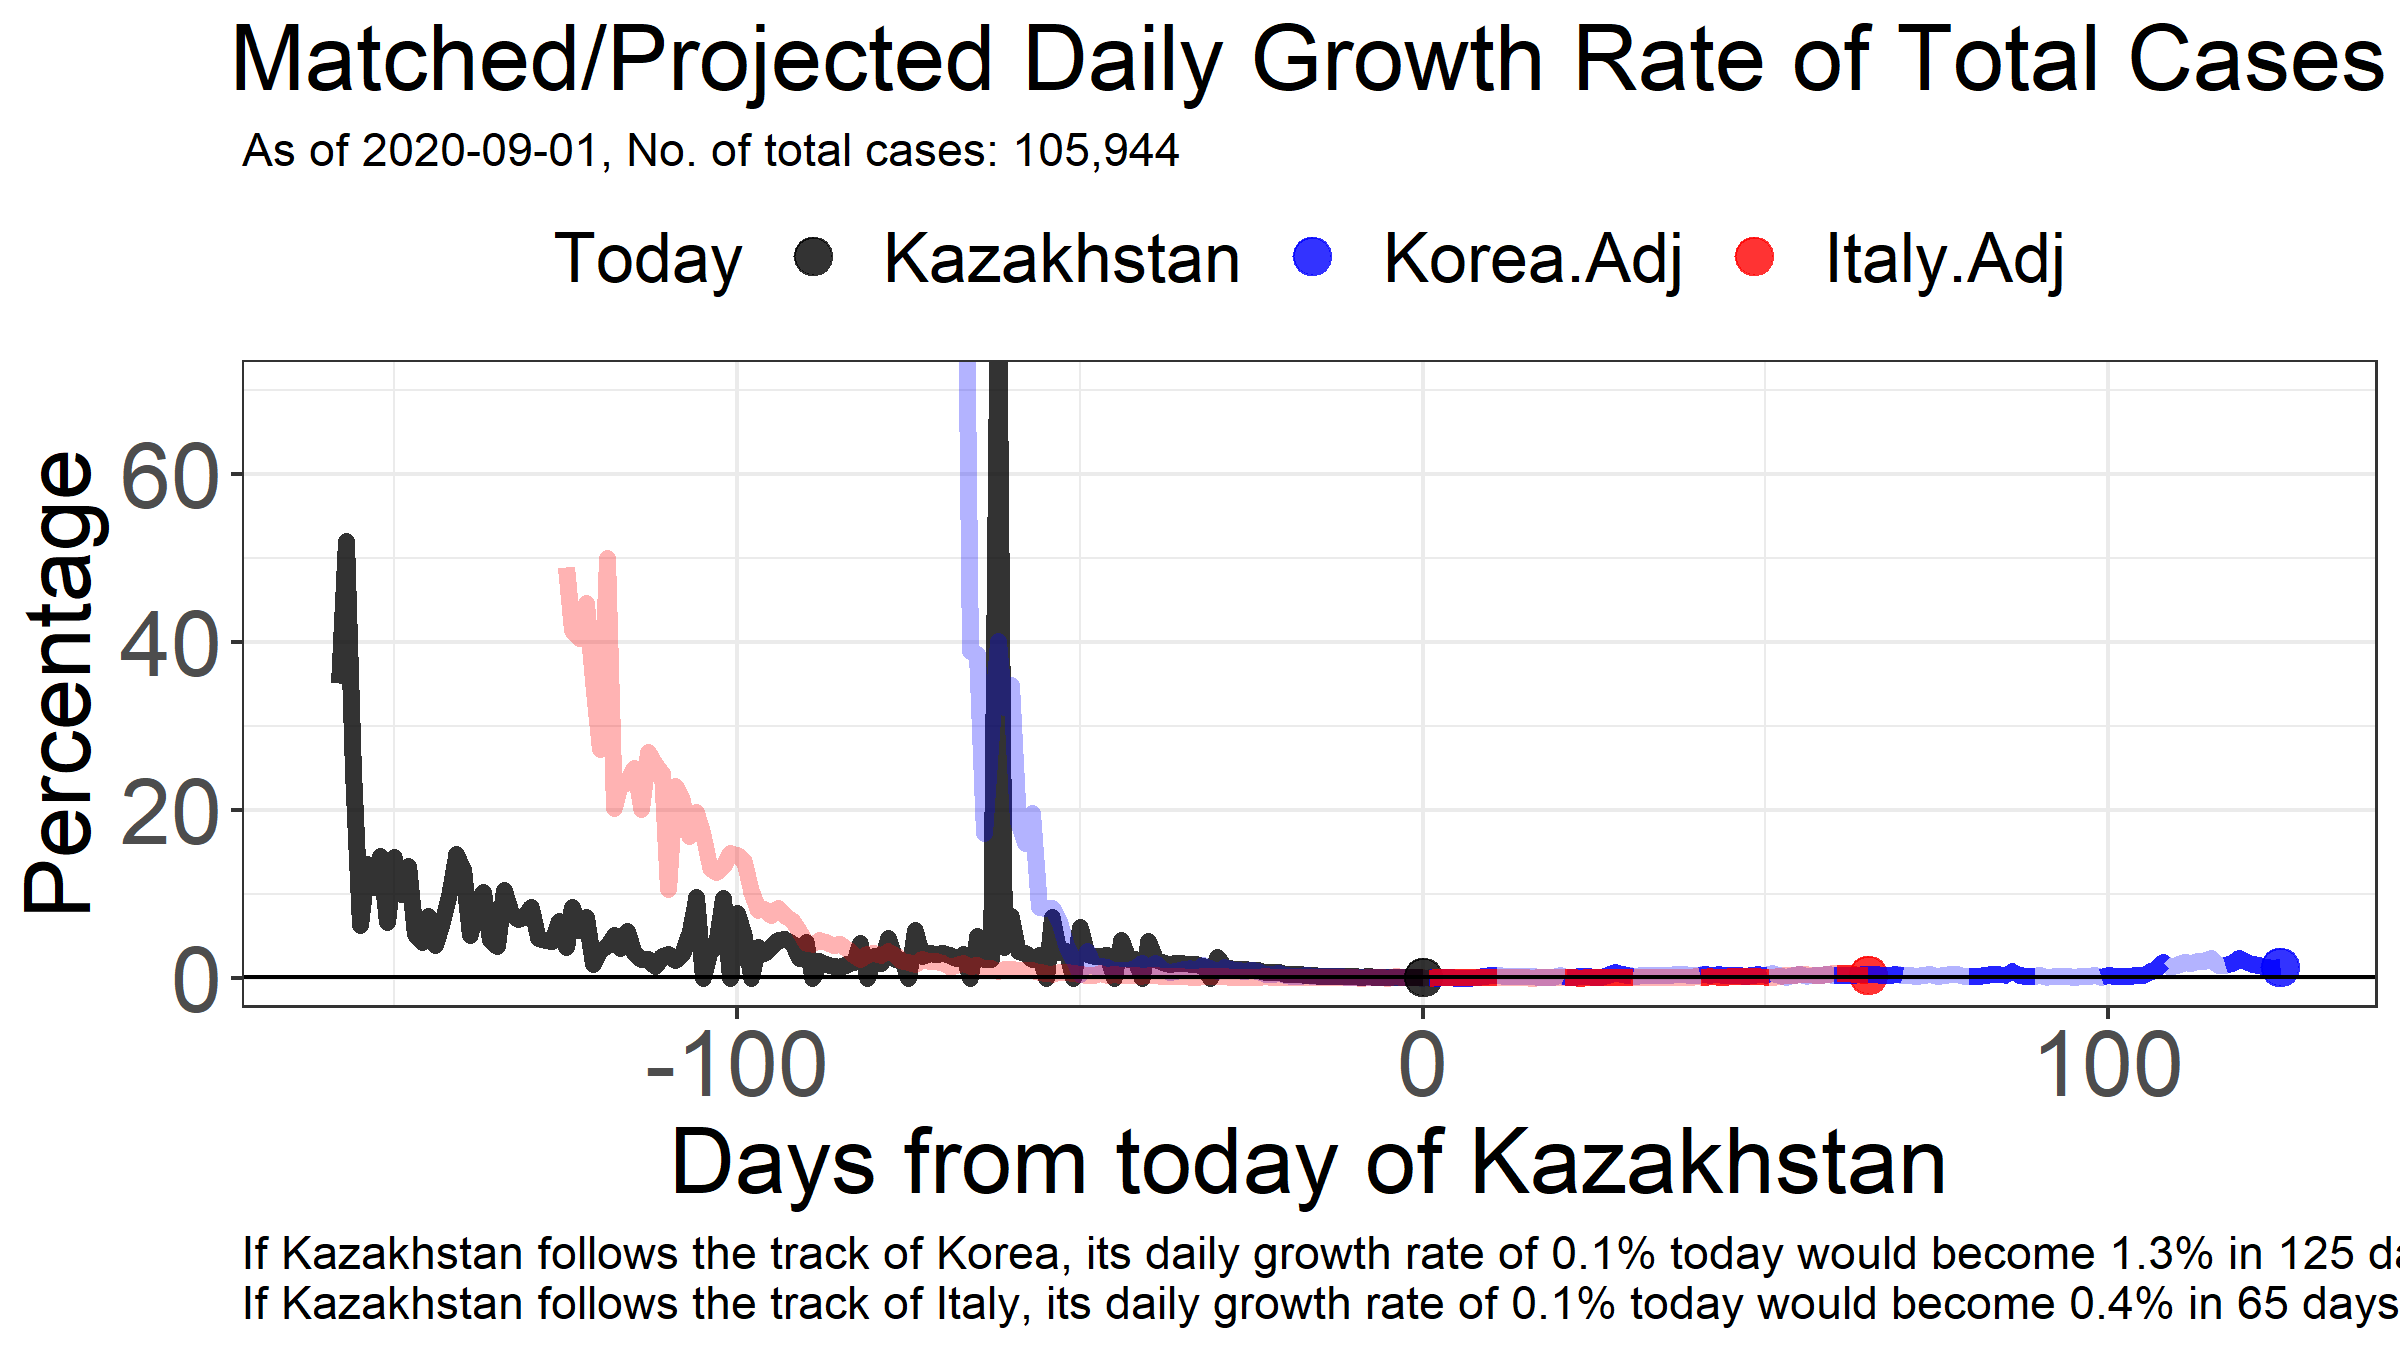 Matched/Projected Daily Growth Rate of Total Cases
As of 2020-09-01, No. of total cases: 105,944
Today Kazakhstan Korea.Adj Italy.Adj
Percentage
60
40
20
0
-100 0 100
Days from today of Kazakhstan
If Kazakhstan follows the track of Korea, its daily growth rate of 0.1% today would become 1.3% in 125
If Kazakhstan follows the track of Italy, its daily growth rate of 0.1% today would become 0.4% in 65 days